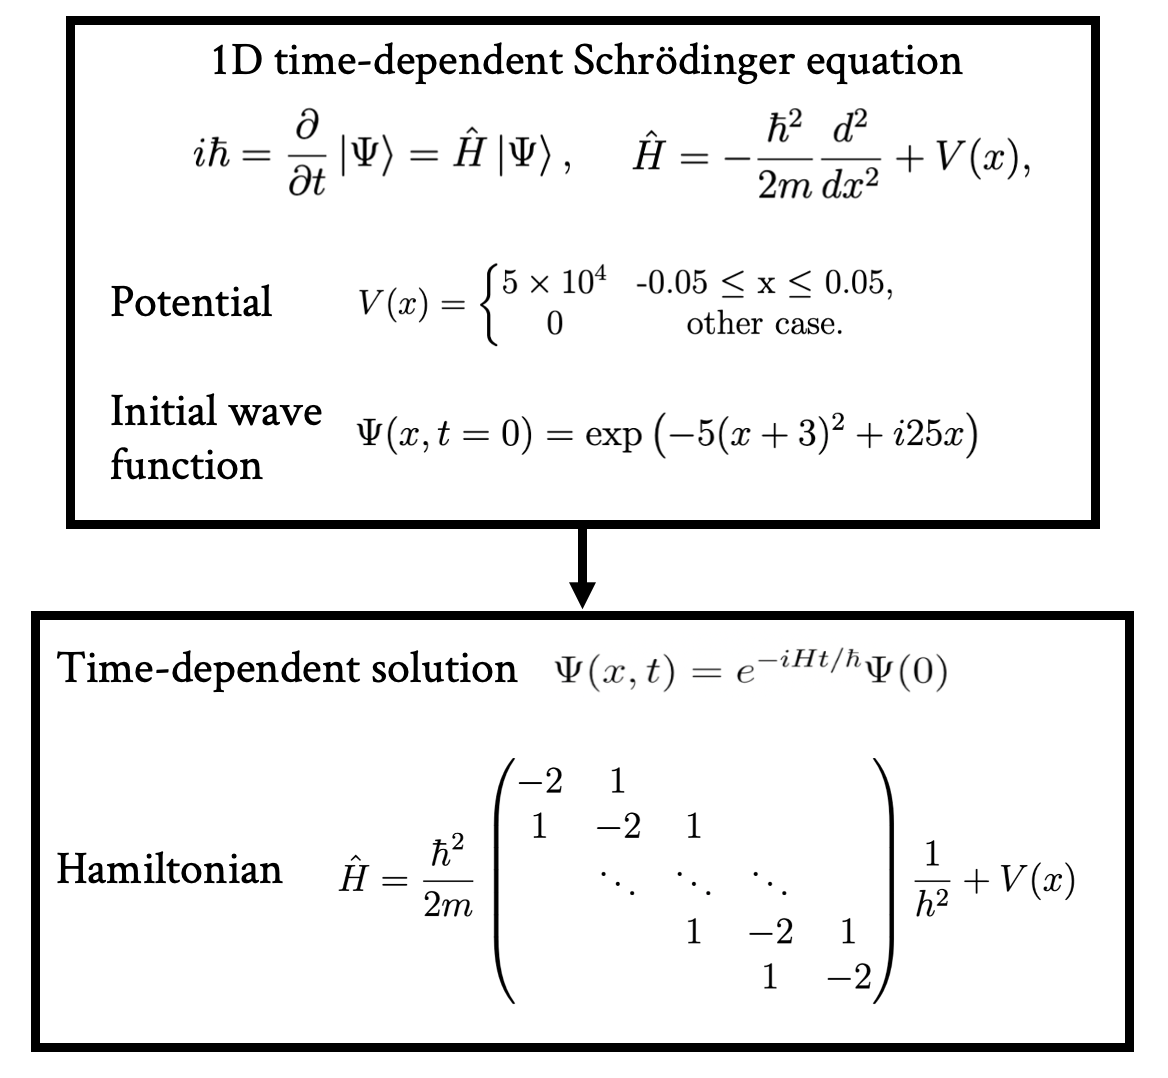 1D time-dependent Schrödinger equation
iħ = ∂/∂t |Ψ⟩ = Ĥ |Ψ⟩ , Ĥ = −ħ²/2m d²/dx² + V(x),
Potential V(x) = { 5 × 10⁴ -0.05 ≤ x ≤ 0.05,
0 other case.
Initial wave
function Ψ(x, t = 0) = exp (−5(x + 3)² + i25x)
Time-dependent solution Ψ(x, t) = e^{−iHt/ħ}Ψ(0)
Hamiltonian Ĥ = ħ²/2m ( −2 1
1 −2 1
⋱ ⋱ ⋱
1 −2 1
1 −2 ) 1/h² + V(x)